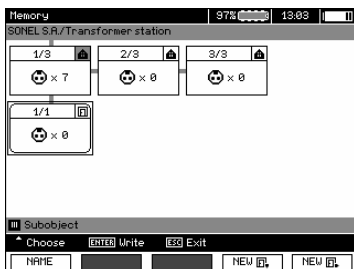 Memory 97% 13:03
SONEL S.A./Transformer station
1/3 2/3 3/3
× 7 × 0 × 0
1/1
× 0
Subobject
Choose ENTER Write ESC Exit
NAME NEW NEW